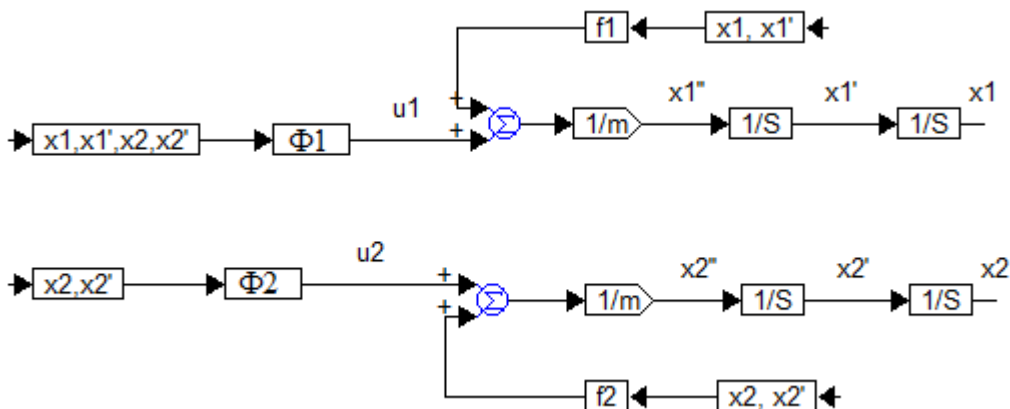 f1
x1, x1'
+
u1
x1"
x1'
x1
+
Σ
1/m
1/S
1/S
x1,x1',x2,x2'
Φ1
u2
x2"
x2'
x2
+
x2,x2'
Φ2
Σ
1/m
1/S
1/S
+
f2
x2, x2'